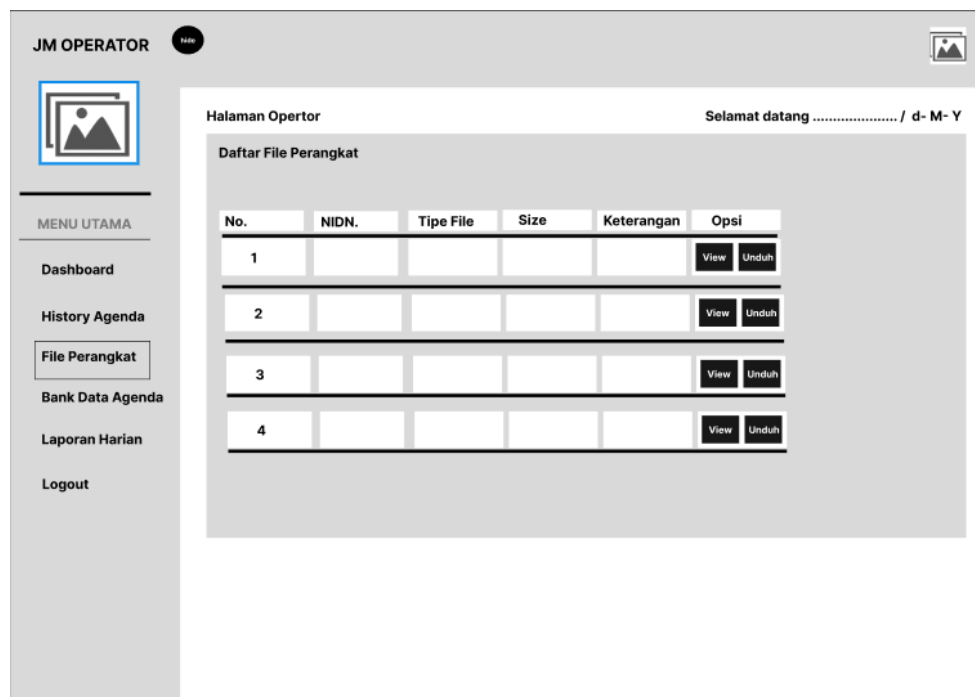 JM OPERATOR hide
Halaman Opertor Selamat datang ..................... / d- M- Y
Daftar File Perangkat
MENU UTAMA
Dashboard
History Agenda
File Perangkat
Bank Data Agenda
Laporan Harian
Logout
No. NIDN. Tipe File Size Keterangan Opsi
1 View Unduh
2 View Unduh
3 View Unduh
4 View Unduh